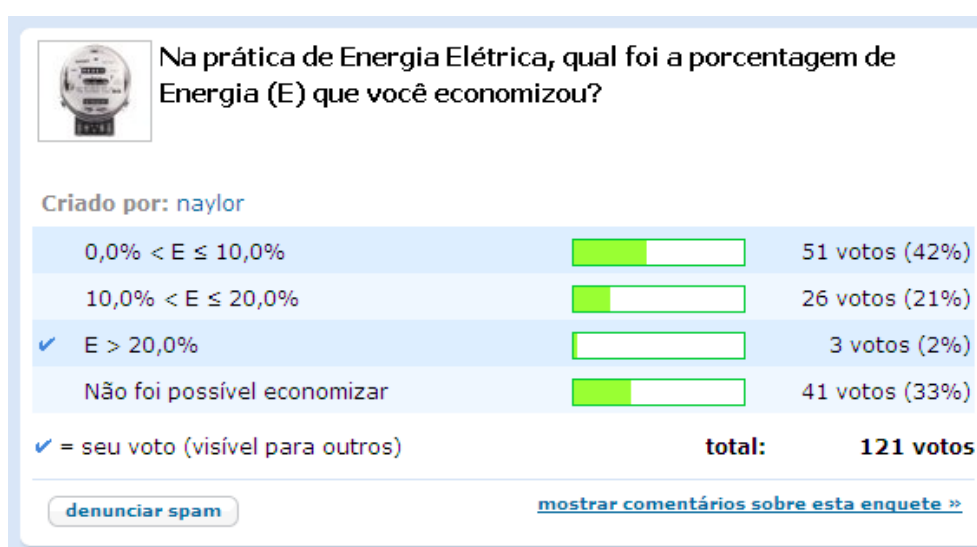 Na prática de Energia Elétrica, qual foi a porcentagem de
Energia (E) que você economizou?
Criado por: naylor
0,0% < E ≤ 10,0% 51 votos (42%)
10,0% < E ≤ 20,0% 26 votos (21%)
✔ E > 20,0% 3 votos (2%)
Não foi possível economizar 41 votos (33%)
✔ = seu voto (visível para outros) total: 121 votos
denunciar spam mostrar comentários sobre esta enquete »